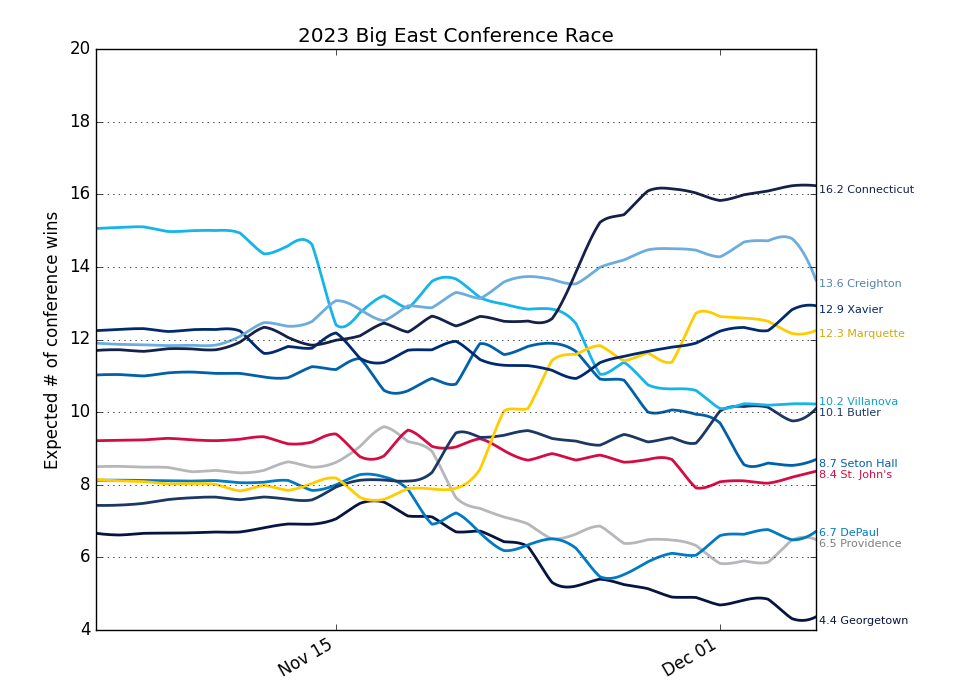 2023 Big East Conference Race
Expected # of conference wins
20
18
16
14
12
10
8
6
4
Nov 15
Dec 01
16.2 Connecticut
13.6 Creighton
12.9 Xavier
12.3 Marquette
10.2 Villanova
10.1 Butler
8.7 Seton Hall
8.4 St. John's
6.7 DePaul
6.5 Providence
4.4 Georgetown